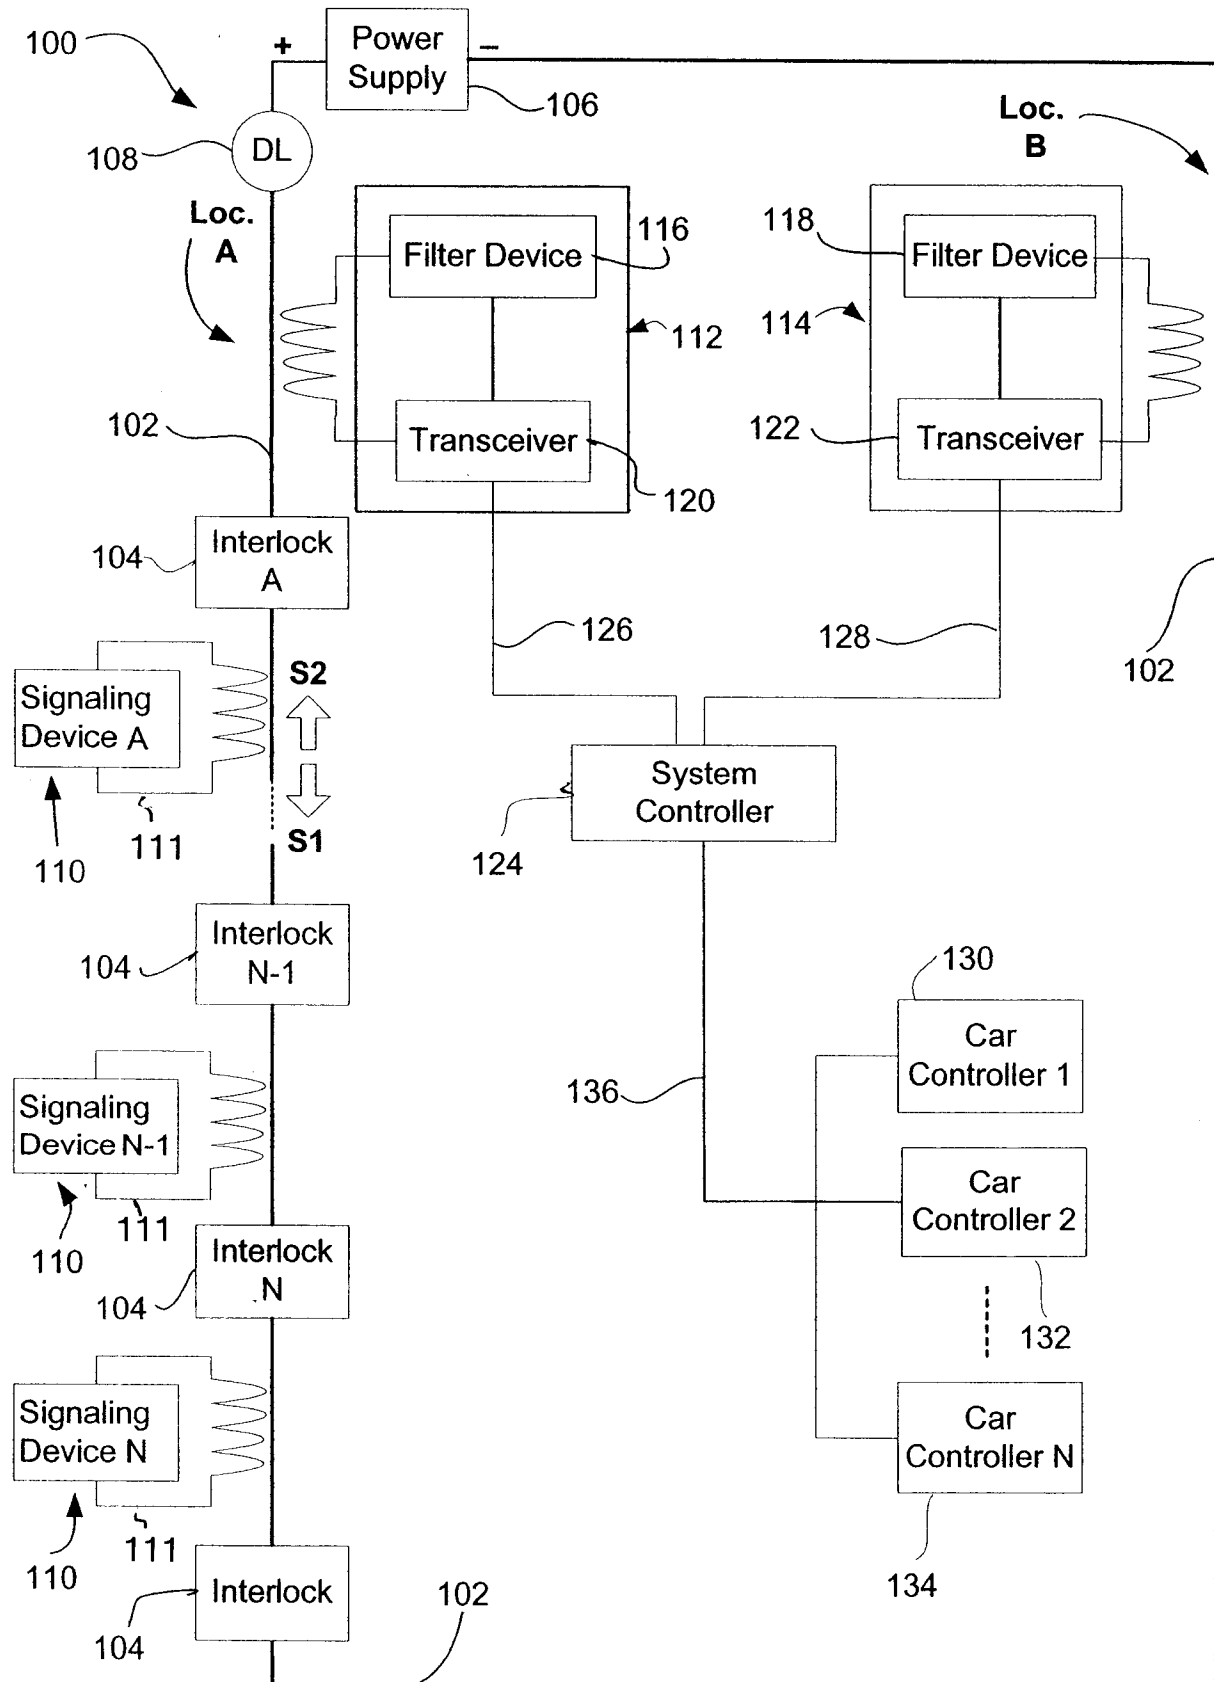 100
+
Power
Supply
–
106
Loc.
B
108
DL
Loc.
A
Filter Device
116
118
Filter Device
112
114
102
Transceiver
120
122
Transceiver
104
Interlock
A
126
128
102
Signaling
Device A
S2
S1
111
110
System
Controller
124
Interlock
N-1
104
130
Car
Controller 1
136
Signaling
Device N-1
111
110
Car
Controller 2
132
Interlock
N
104
Signaling
Device N
111
110
Car
Controller N
134
Interlock
104
102